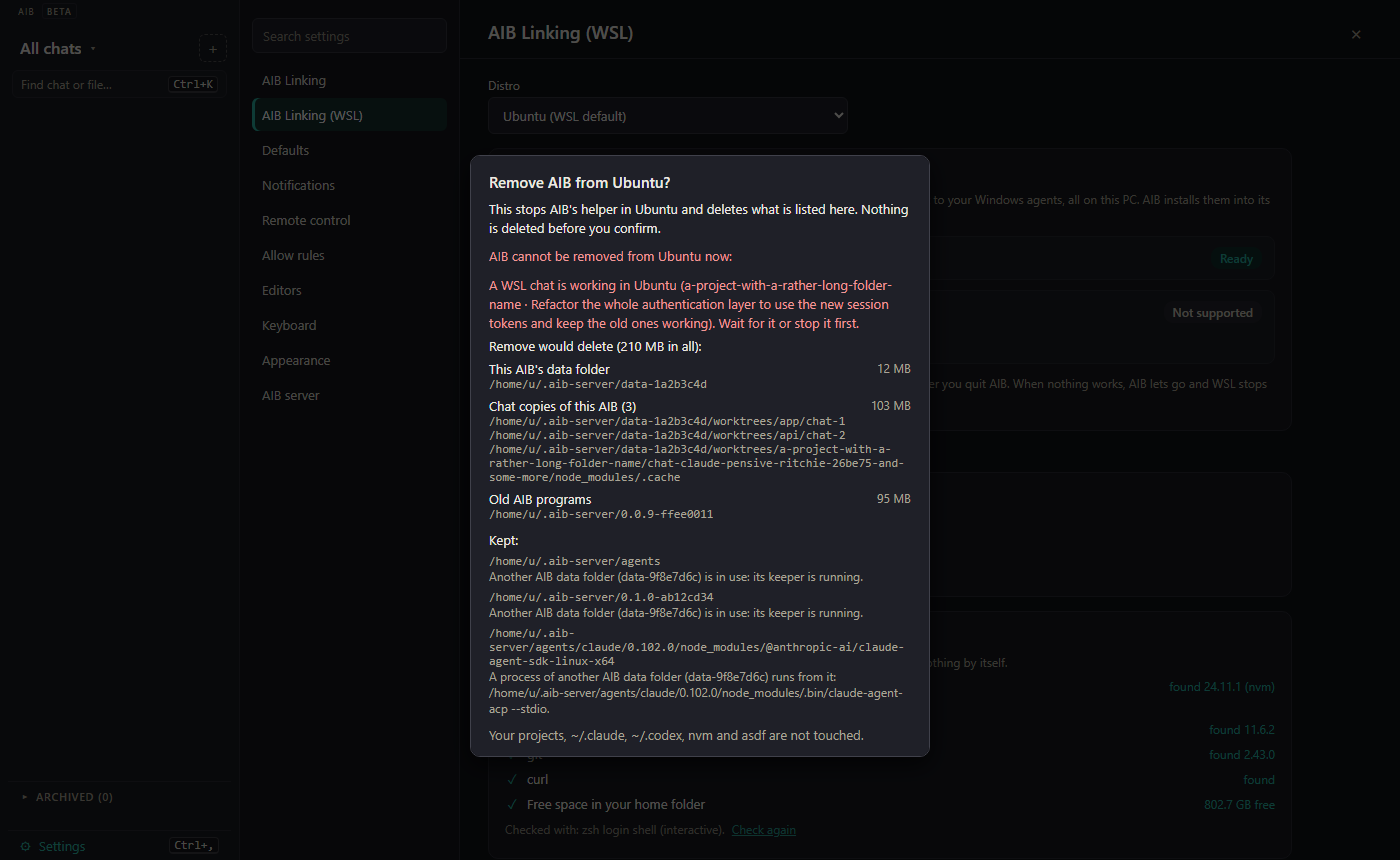 AIB BETA
All chats
+
Find chat or file... Ctrl+K
ARCHIVED (0)
Settings Ctrl+,
Search settings
AIB Linking
AIB Linking (WSL)
Defaults
Notifications
Remote control
Allow rules
Editors
Keyboard
Appearance
AIB server
AIB Linking (WSL)
Distro
Ubuntu (WSL default)
to your Windows agents, all on this PC. AIB installs them into its
Ready
Not supported
er you quit AIB. When nothing works, AIB lets go and WSL stops
Remove AIB from Ubuntu?
This stops AIB's helper in Ubuntu and deletes what is listed here. Nothing
is deleted before you confirm.
AIB cannot be removed from Ubuntu now:
A WSL chat is working in Ubuntu (a-project-with-a-rather-long-folder-
name · Refactor the whole authentication layer to use the new session
tokens and keep the old ones working). Wait for it or stop it first.
Remove would delete (210 MB in all):
This AIB's data folder 12 MB
/home/u/.aib-server/data-1a2b3c4d
Chat copies of this AIB (3) 103 MB
/home/u/.aib-server/data-1a2b3c4d/worktrees/app/chat-1
/home/u/.aib-server/data-1a2b3c4d/worktrees/api/chat-2
/home/u/.aib-server/data-1a2b3c4d/worktrees/a-project-with-a-
rather-long-folder-name/chat-claude-pensive-ritchie-26be75-and-
some-more/node_modules/.cache
Old AIB programs 95 MB
/home/u/.aib-server/0.0.9-ffee0011
Kept:
/home/u/.aib-server/agents
Another AIB data folder (data-9f8e7d6c) is in use: its keeper is running.
/home/u/.aib-server/0.1.0-ab12cd34
Another AIB data folder (data-9f8e7d6c) is in use: its keeper is running.
/home/u/.aib-
server/agents/claude/0.102.0/node_modules/@anthropic-ai/claude-
agent-sdk-linux-x64
A process of another AIB data folder (data-9f8e7d6c) runs from it:
/home/u/.aib-server/agents/claude/0.102.0/node_modules/.bin/claude-agent-
acp --stdio.
Your projects, ~/.claude, ~/.codex, nvm and asdf are not touched.
thing by itself.
found 24.11.1 (nvm)
found 11.6.2
found 2.43.0
curl found
Free space in your home folder 802.7 GB free
Checked with: zsh login shell (interactive). Check again